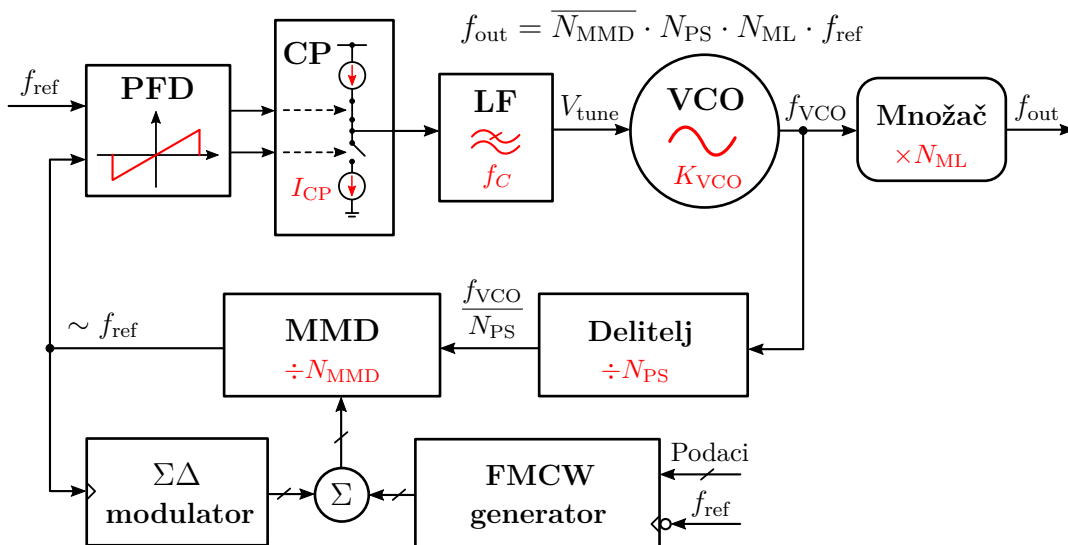 f_out = \overline{N_MMD} · N_PS · N_ML · f_ref
f_ref
PFD
CP
I_CP
LF
f_C
V_tune
VCO
K_VCO
f_VCO
Množač
×N_ML
f_out
∼ f_ref
MMD
÷N_MMD
f_VCO
N_PS
Delitelj
÷N_PS
ΣΔ
modulator
Σ
FMCW
generator
Podaci
f_ref